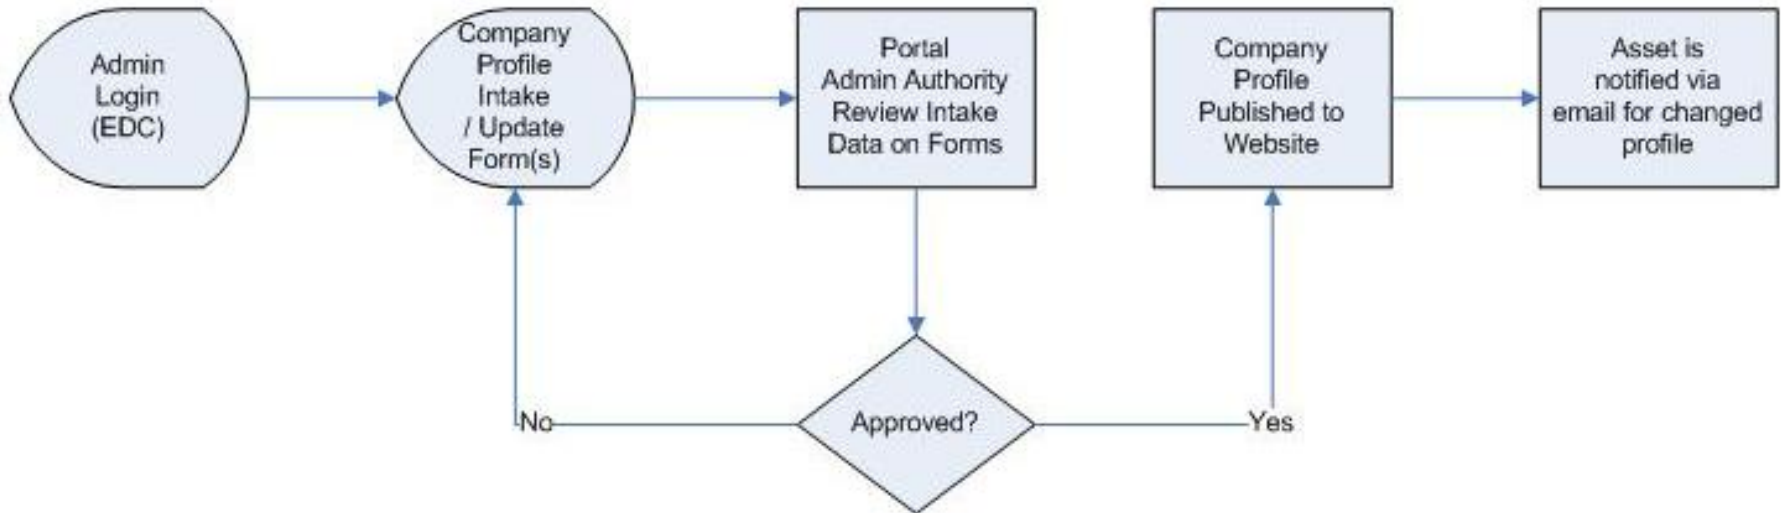 Admin
Login
(EDC)
Company
Profile
Intake
/ Update
Form(s)
Portal
Admin Authority
Review Intake
Data on Forms
Company
Profile
Published to
Website
Asset is
notified via
email for changed
profile
No
Approved?
Yes